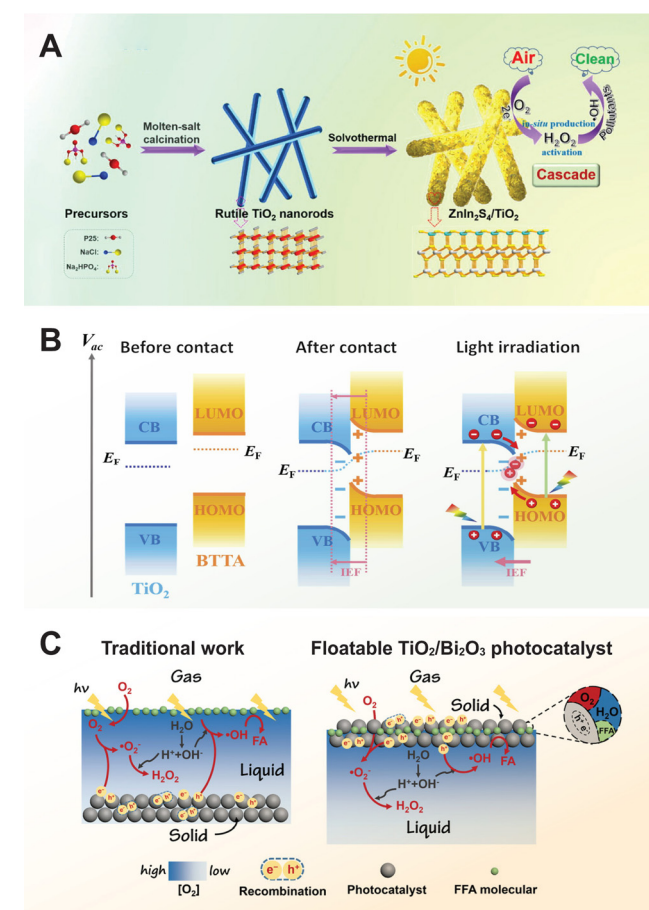 A
Air
Clean
O₂
2e⁻
HO•
Pollutants
in-situ production
H₂O₂
activation
Cascade
Molten-salt
calcination
Solvothermal
Precursors
Rutile TiO₂ nanorods
ZnIn₂S₄/TiO₂
P25:
NaCl:
Na₂HPO₄:
B
Vac
Before contact
After contact
Light irradiation
CB
LUMO
EF
EF
HOMO
VB
BTTA
TiO₂
CB
LUMO
EF
EF
HOMO
VB
IEF
CB
LUMO
EF
EF
HOMO
VB
IEF
C
Traditional work
Floatable TiO₂/Bi₂O₃ photocatalyst
hν
Gas
O₂
O₂
H₂O
•OH
FA
•O₂⁻
H⁺+OH⁻
H₂O₂
Liquid
e⁻ h⁺
Solid
hν
Gas
O₂
Solid
e⁻ h⁺
H₂O
•OH
FA
•O₂⁻
H⁺+OH⁻
H₂O₂
Liquid
O₂
H₂O
h⁺
e⁻
FFA
high
low
[O₂]
e⁻ h⁺
Recombination
Photocatalyst
FFA molecular